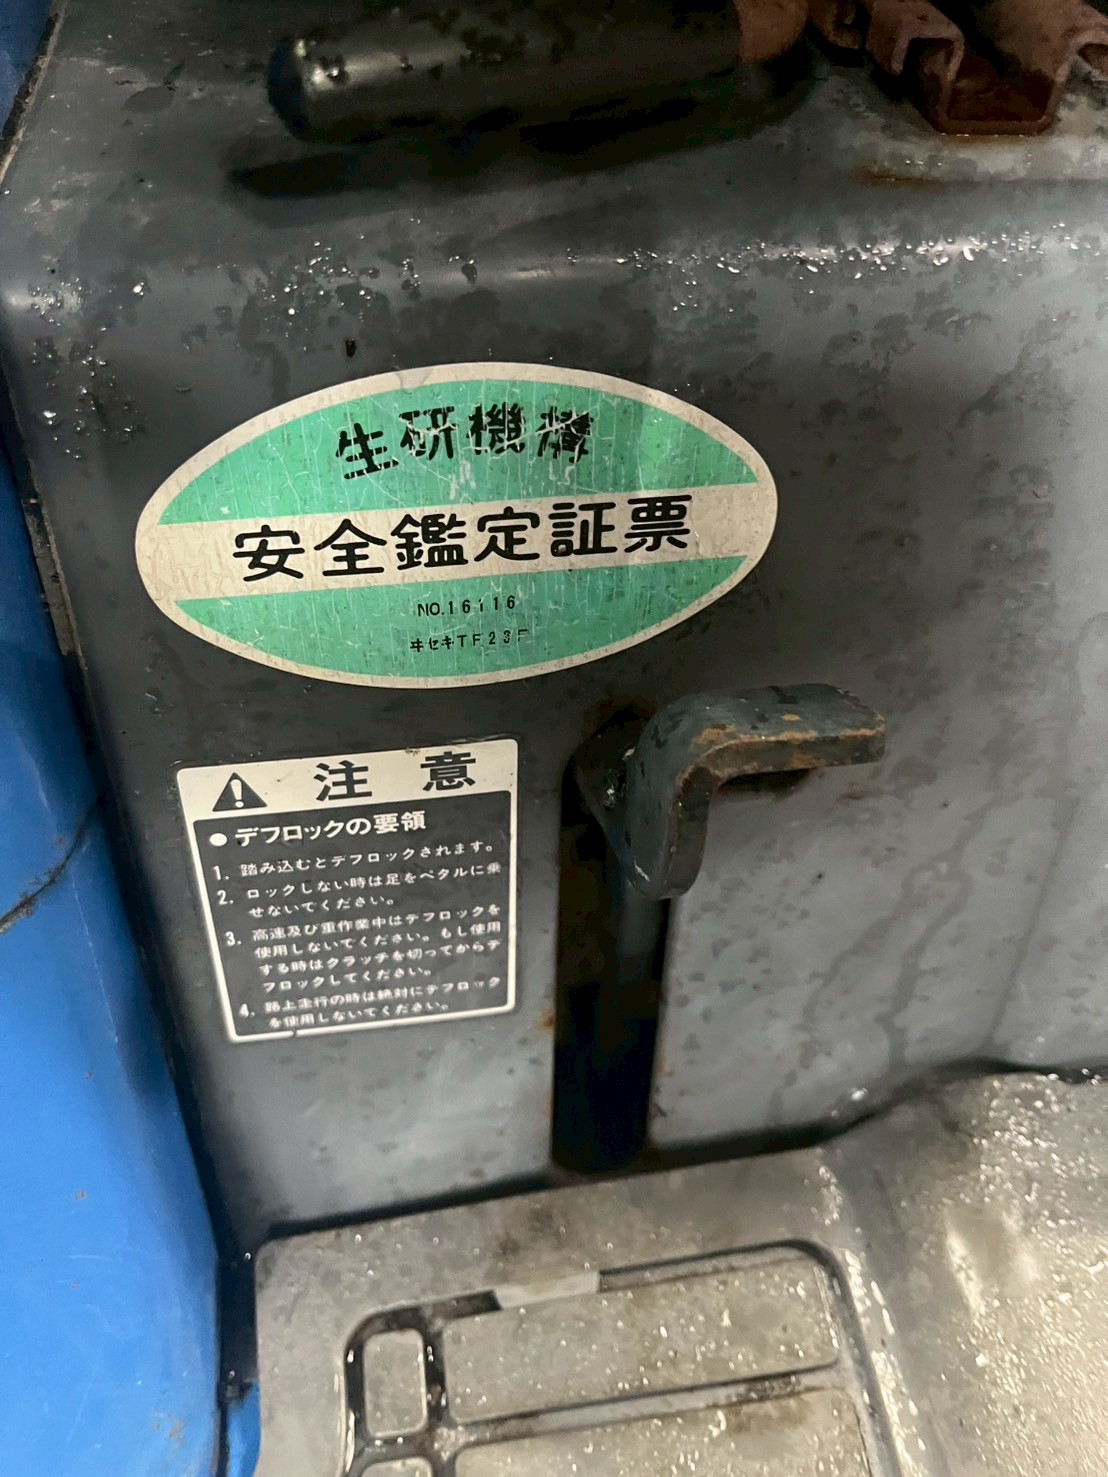 生研機構
安全鑑定証票
NO.16116
ヰセキTF23F
注 意
●デフロックの要領
1. 踏み込むとデフロックされます。
2. ロックしない時は足をペダルに乗
せないでください。
3. 高速及び重作業中はデフロックを
使用しないでください。もし使用
する時はクラッチを切ってからデ
フロックしてください。
4. 路上走行の時は絶対にデフロック
を使用しないでください。